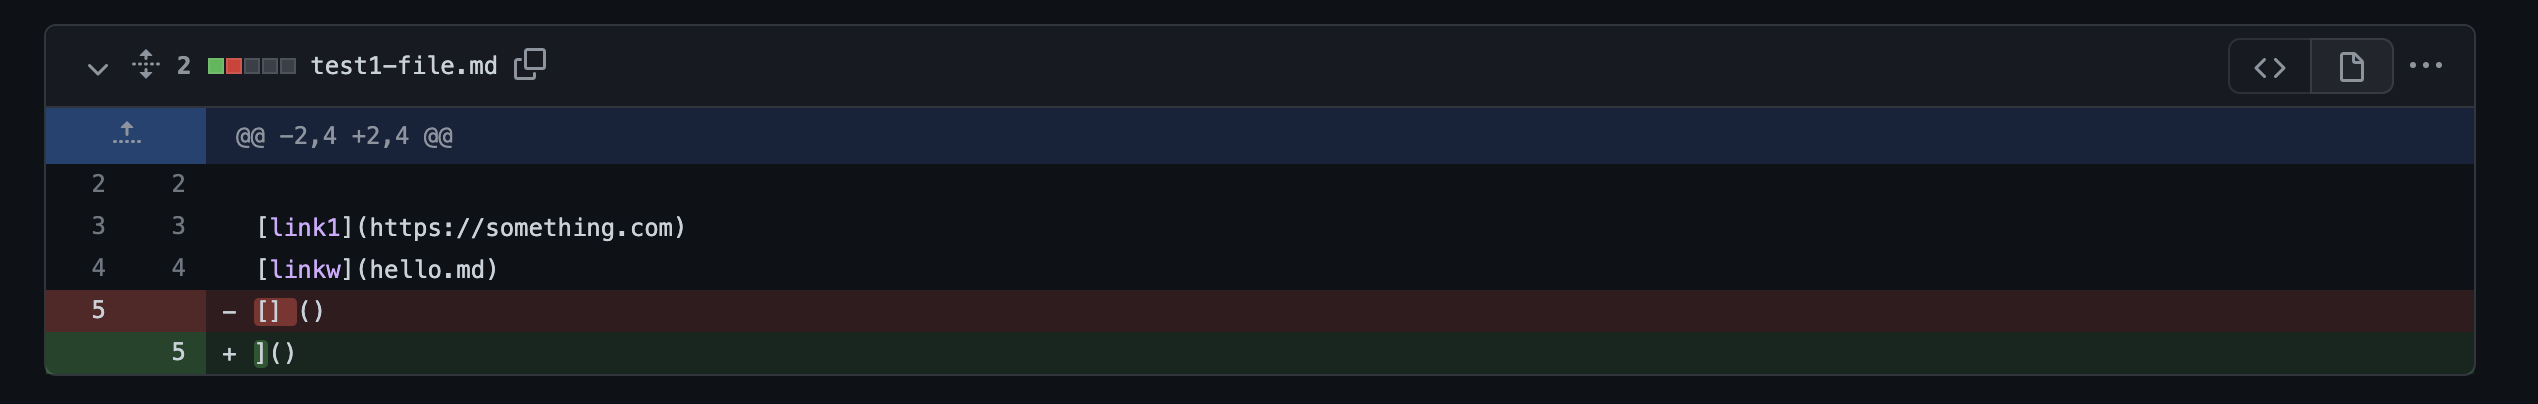 2 test1-file.md
@@ -2,4 +2,4 @@
2 2
3 3 [link1](https://something.com)
4 4 [linkw](hello.md)
5 - [] ()
5 + ]()